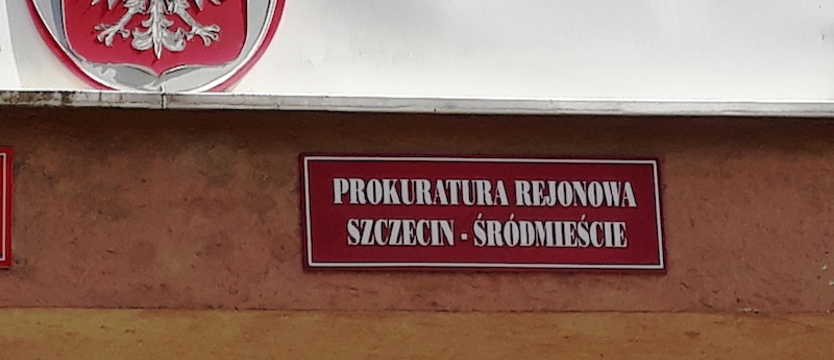 PROKURATURA REJONOWA
SZCZECIN - ŚRÓDMIEŚCIE